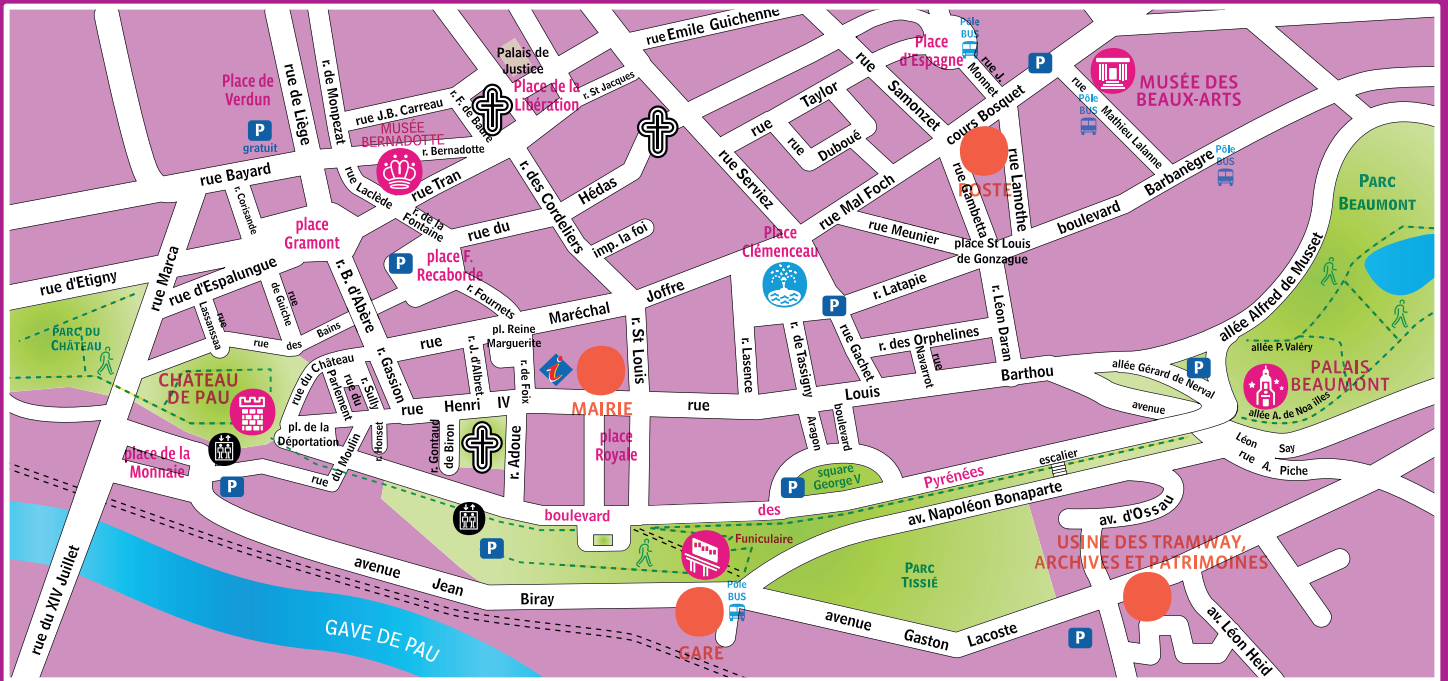 rue Emile Guichenne
Pôle
BUS
Place
d'Espagne
rue J.
Monnet
P
MUSÉE DES
BEAUX-ARTS
Palais de
Justice
Place de la
Libération
r. St Jacques
Place de
Verdun
P
gratuit
rue de Liège
r. de Monpezat
rue J.B. Carreau
r. F. de Baure
MUSÉE
BERNADOTTE
r. Bernadotte
rue Tran
rue
Taylor
rue
Duboué
rue
Samonzet
cours Bosquet
Pôle
BUS
rue
Mathieu Lalanne
Pôle
BUS
POSTE
rue Gambetta
rue Lamothe
boulevard
Barbanègre
PARC
BEAUMONT
rue Bayard
r. Corisande
rue Laclède
r. de la
Fontaine
rue du
Hédas
r. des Cordeliers
imp. la foi
rue Serviez
rue Mal Foch
rue Meunier
place St Louis
de Gonzague
place
Gramont
place F.
Recaborde
P
r. Fournets
Place
Clémenceau
P
r. Latapie
rue d'Etigny
rue Marca
rue d'Espalungue
rue
Lassansaa
rue
de Guiche
rue
des
Bains
r. B. d'Abère
rue
Maréchal
Joffre
pl. Reine
Marguerite
r. St Louis
r. Lasence
r. de Tassigny
rue Gachet
r. des Orphelines
rue
Navarrot
r. Léon Daran
allée Alfred de Musset
allée P. Valéry
PARC DU
CHÂTEAU
CHÂTEAU
DE PAU
rue du Château
rue du
Parlement
r. Sully
r. Gassion
r. J. d'Albret
r. de Foix
i
MAIRIE
rue
Henri
IV
rue
Louis
Barthou
allée Gérard de Nerval
P
avenue
PALAIS
BEAUMONT
allée A. de Noailles
pl. de la
Déportation
r. Honset
r. Gontaud
de Biron
r. Adoue
place
Royale
Aragon
boulevard
place de la
Monnaie
P
rue
du Moulin
square
George V
P
Pyrénées
escalier
Léon
Say
rue
A.
Piche
boulevard
des
av. Napoléon Bonaparte
av. d'Ossau
P
Funiculaire
PARC
TISSIÉ
USINE DES TRAMWAY,
ARCHIVES ET PATRIMOINES
rue du XIV Juillet
avenue
Jean
Biray
Pôle
BUS
GAVE DE PAU
GARE
avenue
Gaston
Lacoste
P
av. Léon Heid